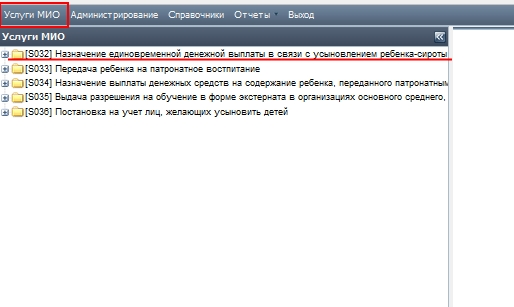 Услуги МИО Администрирование Справочники Отчеты Выход
Услуги МИО
[S032] Назначение единовременной денежной выплаты в связи с усыновлением ребенка-сироты
[S033] Передача ребенка на патронатное воспитание
[S034] Назначение выплаты денежных средств на содержание ребенка, переданного патронатным
[S035] Выдача разрешения на обучение в форме экстерната в организациях основного среднего,
[S036] Постановка на учет лиц, желающих усыновить детей